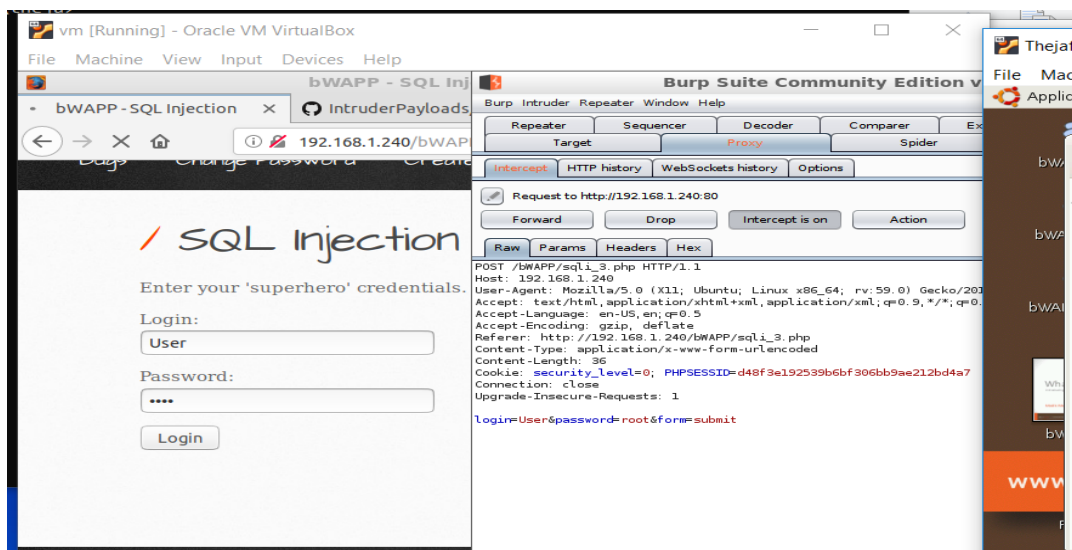 vm [Running] - Oracle VM VirtualBox
File Machine View Input Devices Help
bWAPP - SQL Inj
bWAPP - SQL Injection
IntruderPayloads
192.168.1.240/bWAP
Bugs Change Password Create
/ SQL Injection
Enter your 'superhero' credentials.
Login:
User
Password:
••••
Login
Burp Suite Community Edition v
Burp Intruder Repeater Window Help
Repeater Sequencer Decoder Comparer Ex
Target Proxy Spider
Intercept HTTP history WebSockets history Options
Request to http://192.168.1.240:80
Forward Drop Intercept is on Action
Raw Params Headers Hex
POST /bWAPP/sqli_3.php HTTP/1.1
Host: 192.168.1.240
User-Agent: Mozilla/5.0 (X11; Ubuntu; Linux x86_64; rv:59.0) Gecko/201
Accept: text/html,application/xhtml+xml,application/xml;q=0.9,*/*;q=0.
Accept-Language: en-US,en;q=0.5
Accept-Encoding: gzip, deflate
Referer: http://192.168.1.240/bWAPP/sqli_3.php
Content-Type: application/x-www-form-urlencoded
Content-Length: 36
Cookie: security_level=0; PHPSESSID=d48f3e192539b6bf306bb9ae212bd4a7
Connection: close
Upgrade-Insecure-Requests: 1
login=User&password=root&form=submit
Thejaf
File Mac
Applic
bWA
bWA
bWAI
Wha
bW
www
F